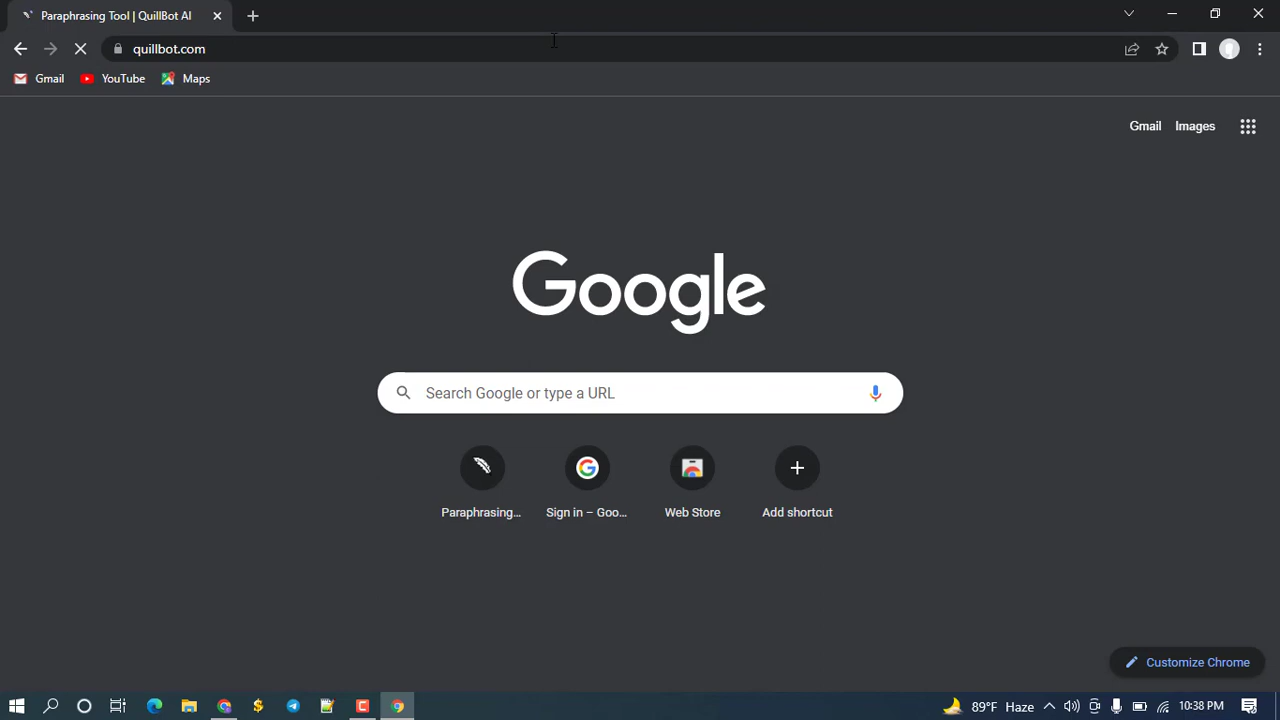 Paraphrasing Tool | QuillBot AI
quillbot.com
Gmail YouTube Maps
Gmail Images
Google
Search Google or type a URL
Paraphrasing... Sign in – Goo... Web Store Add shortcut
Customize Chrome
89°F Haze 10:38 PM